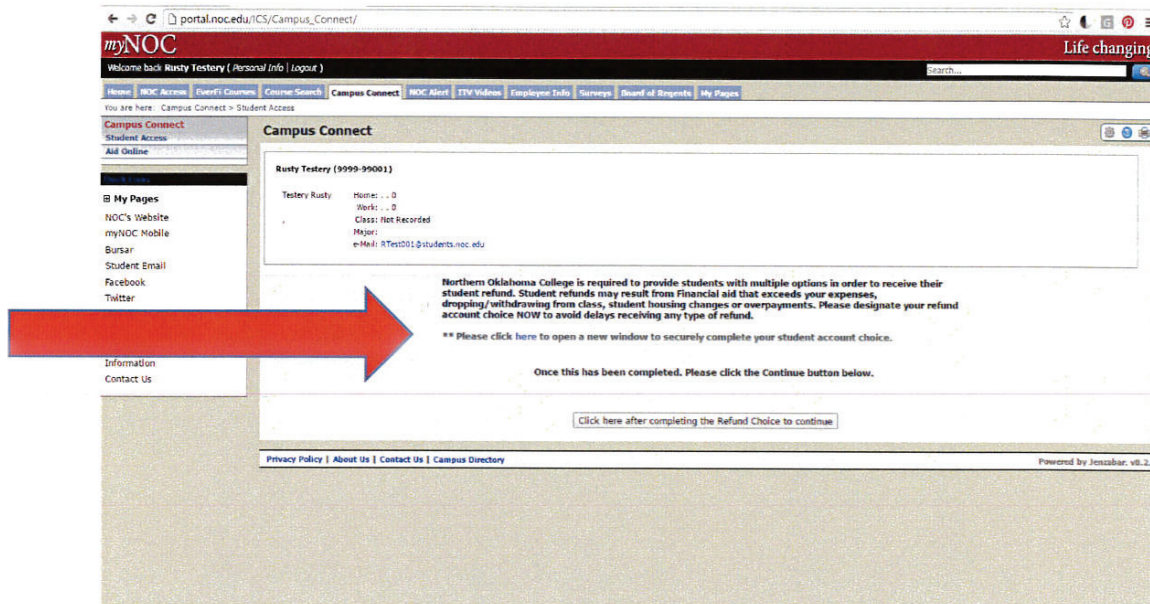 portal.noc.edu/ICS/Campus_Connect/
myNOC
Life changing
Welcome back Rusty Testery ( Personal Info | Logout )
Search...
Home NOC Access EverFi Courses Course Search Campus Connect NOC Alert ITV Videos Employee Info Surveys Board of Regents My Pages
You are here: Campus Connect > Student Access
Campus Connect
Student Access
Aid Online
Campus Connect
Rusty Testery (9999-99001)
Testery Rusty Home: . . 0
Work: . . 0
, Class: Not Recorded
Major:
e-Mail: RTest001@students.noc.edu
Quick Links
My Pages
NOC's Website
myNOC Mobile
Bursar
Student Email
Facebook
Twitter
Information
Contact Us
Northern Oklahoma College is required to provide students with multiple options in order to receive their
student refund. Student refunds may result from Financial aid that exceeds your expenses,
dropping/withdrawing from class, student housing changes or overpayments. Please designate your refund
account choice NOW to avoid delays receiving any type of refund.
** Please click here to open a new window to securely complete your student account choice.
Once this has been completed. Please click the Continue button below.
Click here after completing the Refund Choice to continue
Privacy Policy | About Us | Contact Us | Campus Directory
Powered by Jenzabar. v8.2.